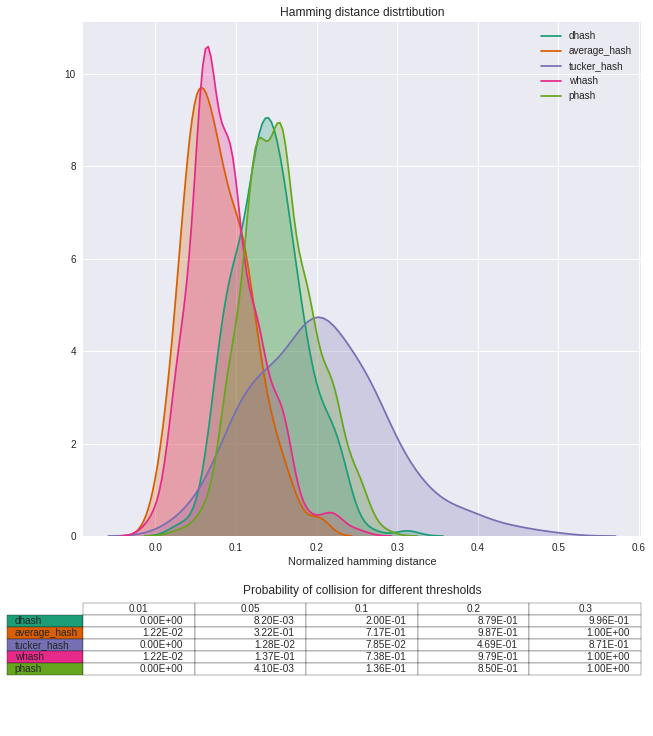 Hamming distance distrtibution
dhash
average_hash
tucker_hash
whash
phash
10
8
6
4
2
0
0.0 0.1 0.2 0.3 0.4 0.5 0.6
Normalized hamming distance
Probability of collision for different thresholds
0.01 0.05 0.1 0.2 0.3
dhash 0.00E+00 8.20E-03 2.00E-01 8.79E-01 9.96E-01
average_hash 1.22E-02 3.22E-01 7.17E-01 9.87E-01 1.00E+00
tucker_hash 0.00E+00 1.28E-02 7.85E-02 4.69E-01 8.71E-01
whash 1.22E-02 1.37E-01 7.38E-01 9.79E-01 1.00E+00
phash 0.00E+00 4.10E-03 1.36E-01 8.50E-01 1.00E+00